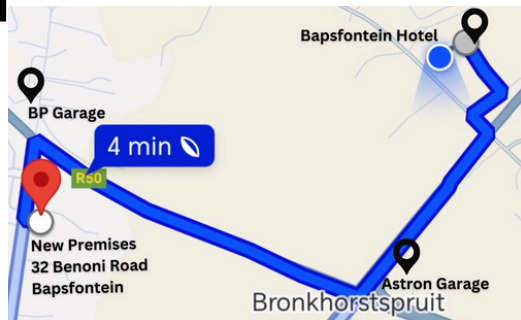 Bapsfontein Hotel
BP Garage
4 min
R50
New Premises
32 Benoni Road
Bapsfontein
Astron Garage
Bronkhorstspruit